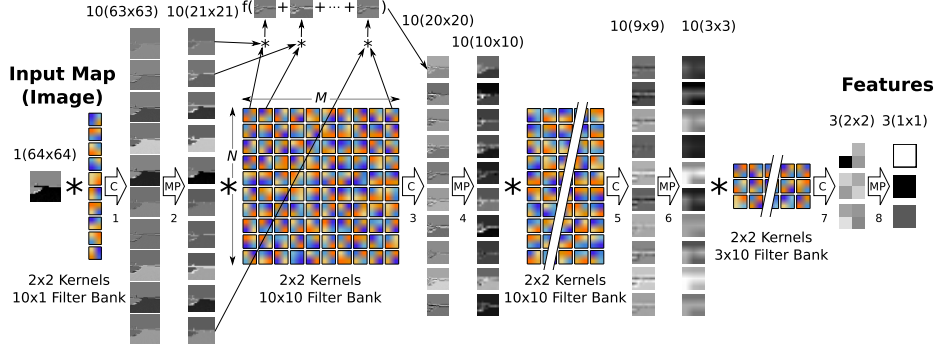 10(63x63)
10(21x21)
f( + + ... + )
10(20x20)
10(10x10)
10(9x9)
10(3x3)
Input Map
(Image)
Features
M
N
1(64x64)
3(2x2)
3(1x1)
*
*
*
*
*
*
*
C
MP
C
MP
C
MP
C
MP
1
2
3
4
5
6
7
8
2x2 Kernels
10x1 Filter Bank
2x2 Kernels
10x10 Filter Bank
2x2 Kernels
10x10 Filter Bank
2x2 Kernels
3x10 Filter Bank